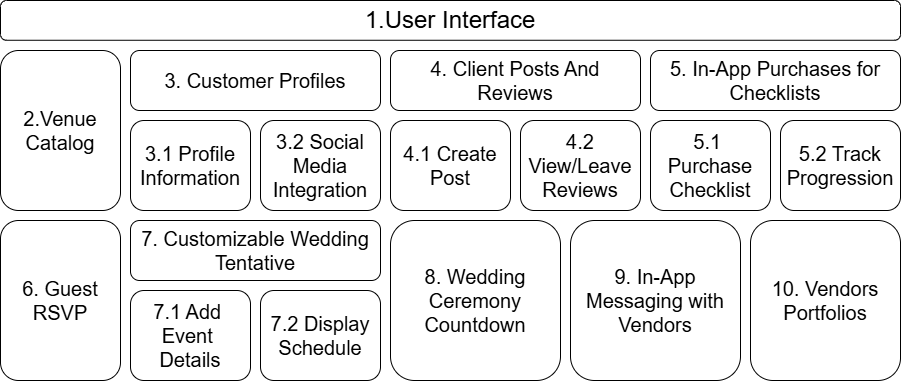 1.User Interface
2.Venue
Catalog
3. Customer Profiles
3.1 Profile
Information
3.2 Social
Media
Integration
4. Client Posts And
Reviews
4.1 Create
Post
4.2
View/Leave
Reviews
5. In-App Purchases for
Checklists
5.1
Purchase
Checklist
5.2 Track
Progression
6. Guest
RSVP
7. Customizable Wedding
Tentative
7.1 Add
Event
Details
7.2 Display
Schedule
8. Wedding
Ceremony
Countdown
9. In-App
Messaging with
Vendors
10. Vendors
Portfolios